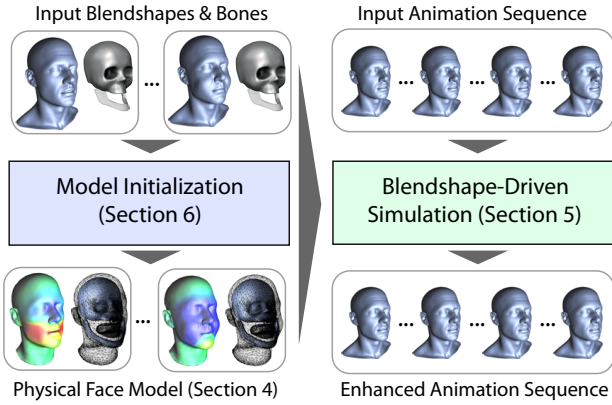 Input Blendshapes & Bones
...
Model Initialization
(Section 6)
...
Physical Face Model (Section 4)
Input Animation Sequence
... ... ...
Blendshape-Driven
Simulation (Section 5)
... ... ...
Enhanced Animation Sequence